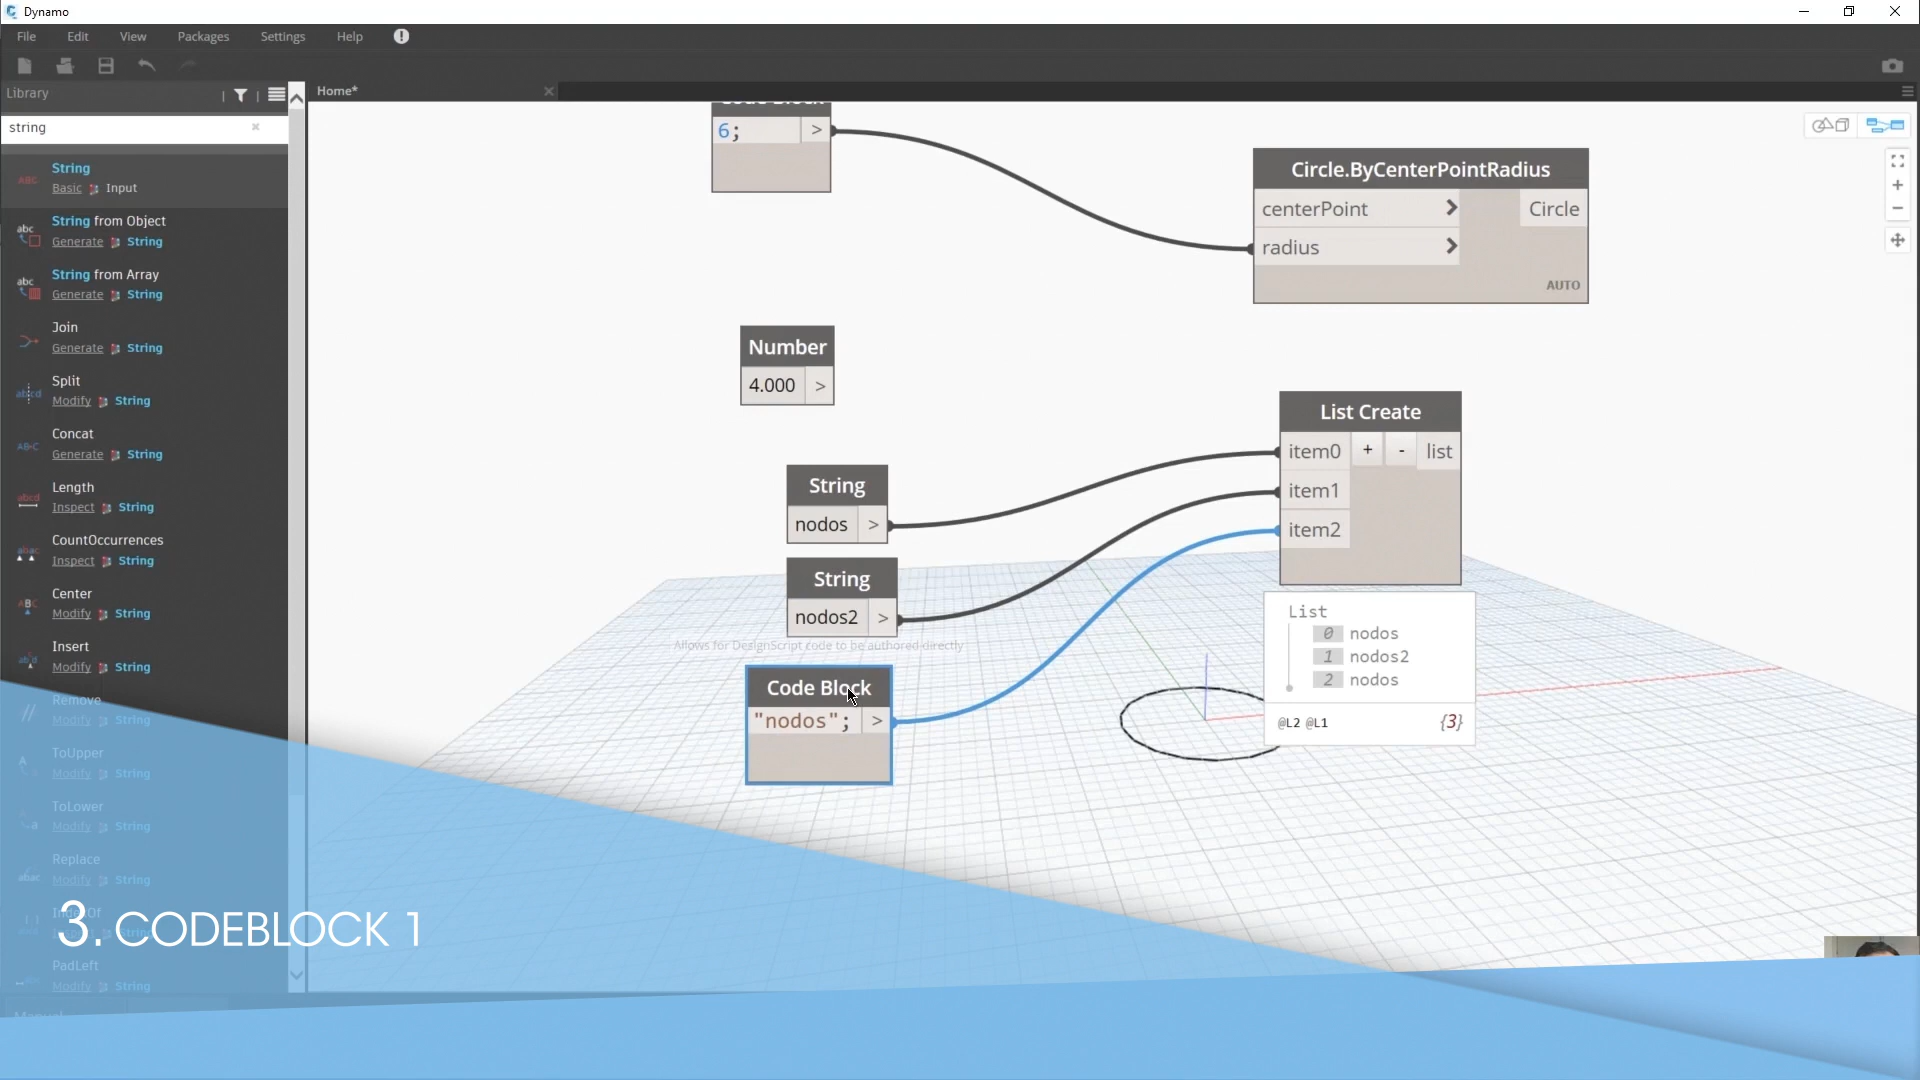 Dynamo
File Edit View Packages Settings Help
Library
Home*
string
String
Basic Input
String from Object
Generate String
String from Array
Generate String
Join
Generate String
Split
Modify String
Concat
Generate String
Length
Inspect String
CountOccurrences
Inspect String
Center
Modify String
Insert
Modify String
Remove
Modify String
ToUpper
Modify String
ToLower
Modify String
Replace
Modify String
IndexOf
PadLeft
Modify String
6; >
Circle.ByCenterPointRadius
centerPoint Circle
radius
AUTO
Number
4.000 >
String
nodos >
String
nodos2 >
Allows for DesignScript code to be authored directly
Code Block
"nodos"; >
List Create
item0 + - list
item1
item2
List
0 nodos
1 nodos2
2 nodos
@L2 @L1 {3}
3. CODEBLOCK 1